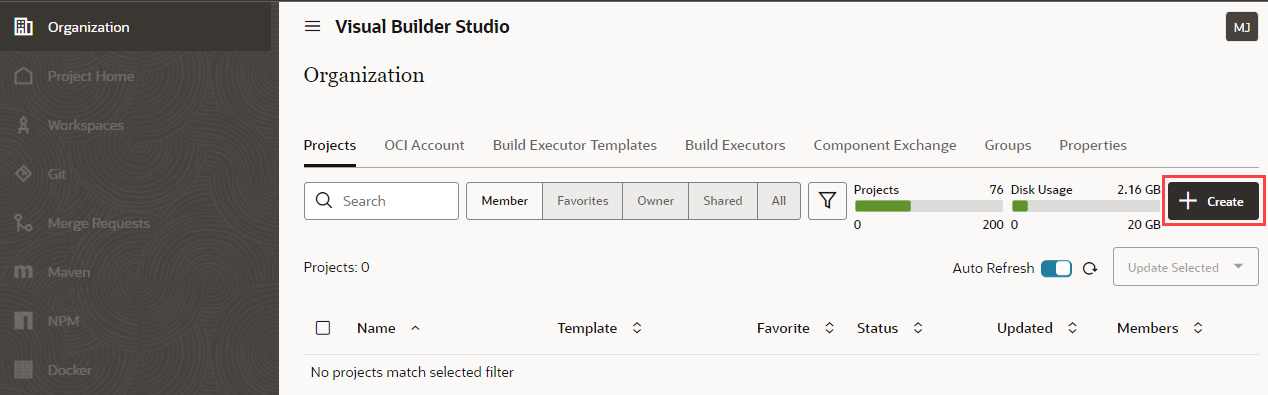 Organization
Project Home
Workspaces
Git
Merge Requests
Maven
NPM
Docker
Visual Builder Studio
MJ
Organization
Projects OCI Account Build Executor Templates Build Executors Component Exchange Groups Properties
Search Member Favorites Owner Shared All
Projects 76 Disk Usage 2.16 GB
0 200 0 20 GB
Create
Projects: 0 Auto Refresh Update Selected
Name Template Favorite Status Updated Members
No projects match selected filter